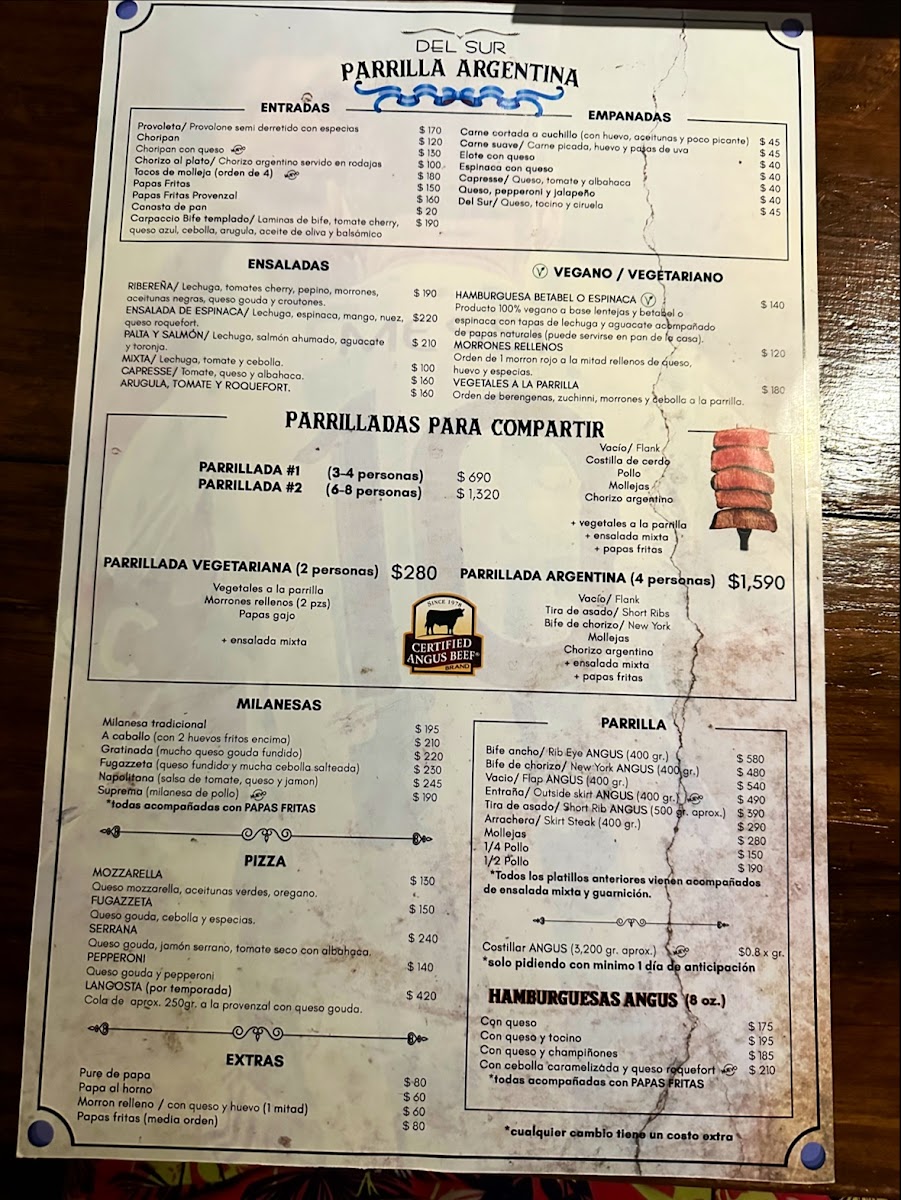 DEL SUR
PARRILLA ARGENTINA
ENTRADAS
Provoleta/ Provolone semi derretido con especias $ 170
Choripan $ 120
Choripan con queso $ 130
Chorizo al plato/ Chorizo argentino servido en rodajas $ 100
Tacos de molleja (orden de 4) $ 180
Papas Fritas $ 150
Papas Fritas Provenzal $ 160
Canasta de pan $ 20
Carpaccio Bife templado/ Laminas de bife, tomate cherry, $ 190
queso azul, cebolla, arugula, aceite de oliva y balsámico
EMPANADAS
Carne cortada a cuchillo (con huevo, aceitunas y poco picante) $ 45
Carne suave/ Carne picada, huevo y pasas de uva $ 45
Elote con queso $ 40
Espinaca con queso $ 40
Capresse/ Queso, tomate y albahaca $ 40
Queso, pepperoni y jalapeño $ 40
Del Sur/ Queso, tocino y ciruela $ 45
ENSALADAS
RIBEREÑA/ Lechuga, tomates cherry, pepino, morrones, $ 190
aceitunas negras, queso gouda y croutones.
ENSALADA DE ESPINACA/ Lechuga, espinaca, mango, nuez, $220
queso roquefort.
PALTA Y SALMÓN/ Lechuga, salmón ahumado, aguacate $ 210
y toronja.
MIXTA/ Lechuga, tomate y cebolla. $ 100
CAPRESSE/ Tomate, queso y albahaca. $ 160
ARUGULA, TOMATE Y ROQUEFORT. $ 160
VEGANO / VEGETARIANO
HAMBURGUESA BETABEL O ESPINACA $ 140
Producto 100% vegano a base lentejas y betabel o
espinaca con tapas de lechuga y aguacate acompañado
de papas naturales (puede servirse en pan de la casa).
MORRONES RELLENOS $ 120
Orden de 1 morron rojo a la mitad rellenos de queso,
huevo y especias.
VEGETALES A LA PARRILLA $ 180
Orden de berengenas, zuchinni, morrones y cebolla a la parrilla.
PARRILLADAS PARA COMPARTIR
PARRILLADA #1 (3-4 personas) $ 690
PARRILLADA #2 (6-8 personas) $ 1,320
Vacío/ Flank
Costilla de cerdo
Pollo
Mollejas
Chorizo argentino
+ vegetales a la parrilla
+ ensalada mixta
+ papas fritas
PARRILLADA VEGETARIANA (2 personas) $280
Vegetales a la parrilla
Morrones rellenos (2 pzs)
Papas gajo
+ ensalada mixta
SINCE 1978
CERTIFIED
ANGUS BEEF®
BRAND
PARRILLADA ARGENTINA (4 personas) $1,590
Vacío/ Flank
Tira de asado/ Short Ribs
Bife de chorizo/ New York
Mollejas
Chorizo argentino
+ ensalada mixta
+ papas fritas
MILANESAS
Milanesa tradicional $ 195
A caballo (con 2 huevos fritos encima) $ 210
Gratinada (mucho queso gouda fundido) $ 220
Fugazzeta (queso fundido y mucha cebolla salteada) $ 230
Napolitana (salsa de tomate, queso y jamon) $ 245
Suprema (milanesa de pollo) $ 190
*todas acompañadas con PAPAS FRITAS
PIZZA
MOZZARELLA $ 130
Queso mozzarella, aceitunas verdes, oregano.
FUGAZZETA $ 150
Queso gouda, cebolla y especias.
SERRANA $ 240
Queso gouda, jamón serrano, tomate seco con albahaca.
PEPPERONI $ 140
Queso gouda y pepperoni
LANGOSTA (por temporada) $ 420
Cola de aprox. 250gr. a la provenzal con queso gouda.
EXTRAS
Pure de papa $ 80
Papa al horno $ 60
Morron relleno / con queso y huevo (1 mitad) $ 60
Papas fritas (media orden) $ 80
PARRILLA
Bife ancho/ Rib Eye ANGUS (400 gr.) $ 580
Bife de chorizo/ New York ANGUS (400 gr.) $ 480
Vacio/ Flap ANGUS (400 gr.) $ 540
Entraña/ Outside skirt ANGUS (400 gr.) $ 490
Tira de asado/ Short Rib ANGUS (500 gr. aprox.) $ 390
Arrachera/ Skirt Steak (400 gr.) $ 290
Mollejas $ 280
1/4 Pollo $ 150
1/2 Pollo $ 190
*Todos los platillos anteriores vienen acompañados
de ensalada mixta y guarnición.
Costillar ANGUS (3,200 gr. aprox.) $0.8 x gr.
*solo pidiendo con minimo 1 día de anticipación
HAMBURGUESAS ANGUS (8 oz.)
Con queso $ 175
Con queso y tocino $ 195
Con queso y champiñones $ 185
Con cebolla caramelizada y queso roquefort $ 210
*todas acompañadas con PAPAS FRITAS
*cualquier cambio tiene un costo extra